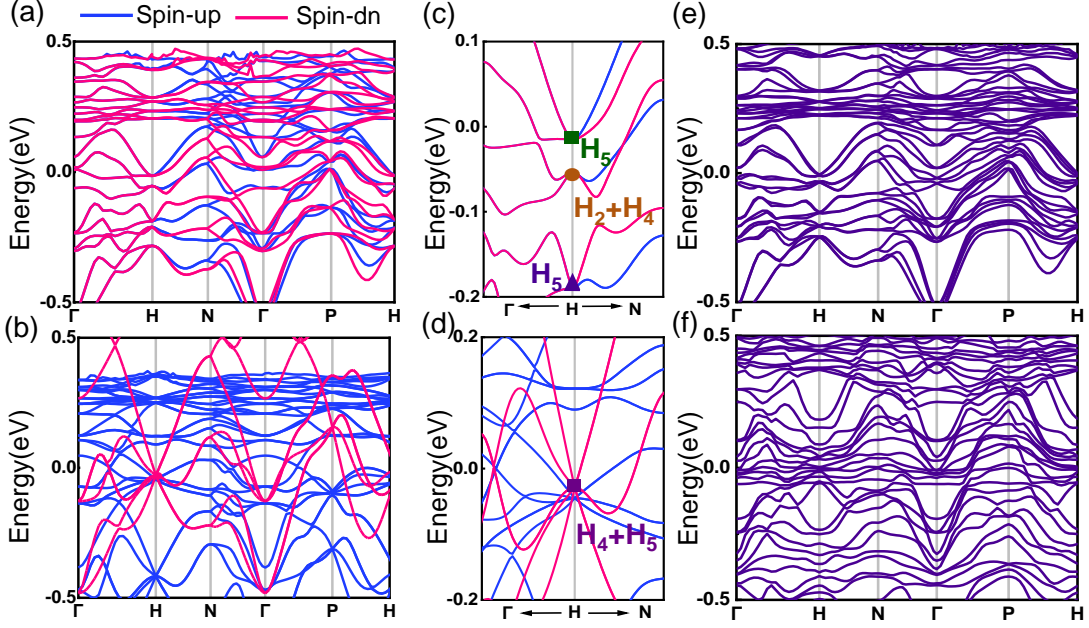 (a) Spin-up Spin-dn (c) (e)
0.5 0.1 0.5
Energy(eV) Energy(eV) Energy(eV)
0.0 0.0 0.0
H5
-0.1
H2+H4
H5
-0.5 -0.2 -0.5
Γ H N Γ P H Γ H N Γ H N Γ P H
(b) (d) (f)
0.5 0.2 0.5
Energy(eV) Energy(eV) Energy(eV)
0.0 0.0 0.0
H4+H5
-0.5 -0.2 -0.5
Γ H N Γ P H Γ H N Γ H N Γ P H